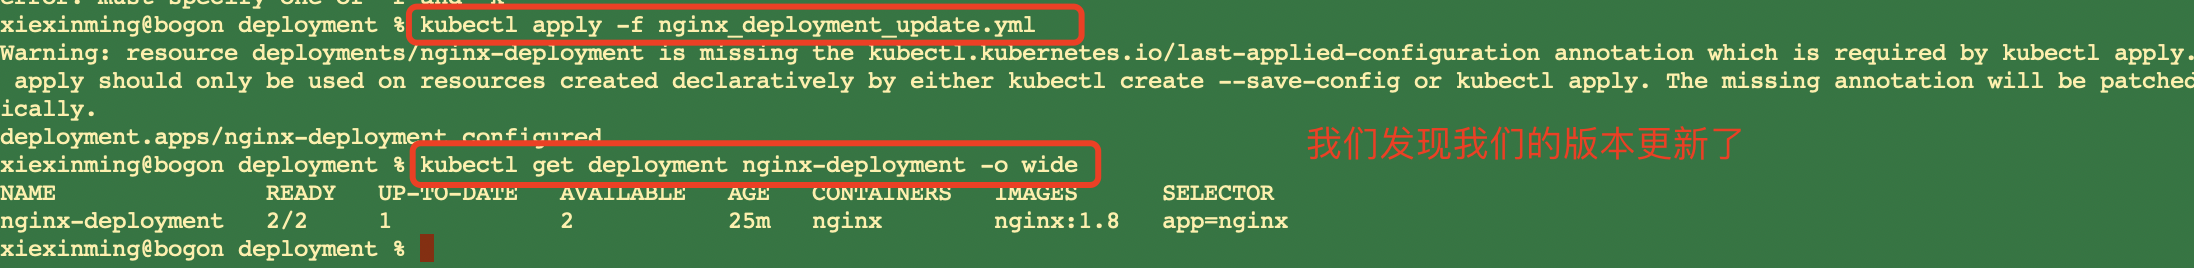 error: must specify one of -f and -k
xiexinming@bogon deployment % kubectl apply -f nginx_deployment_update.yml
Warning: resource deployments/nginx-deployment is missing the kubectl.kubernetes.io/last-applied-configuration annotation which is required by kubectl apply.
apply should only be used on resources created declaratively by either kubectl create --save-config or kubectl apply. The missing annotation will be patched
ically.
deployment.apps/nginx-deployment configured
我们发现我们的版本更新了
xiexinming@bogon deployment % kubectl get deployment nginx-deployment -o wide
NAME READY UP-TO-DATE AVAILABLE AGE CONTAINERS IMAGES SELECTOR
nginx-deployment 2/2 1 2 25m nginx nginx:1.8 app=nginx
xiexinming@bogon deployment %